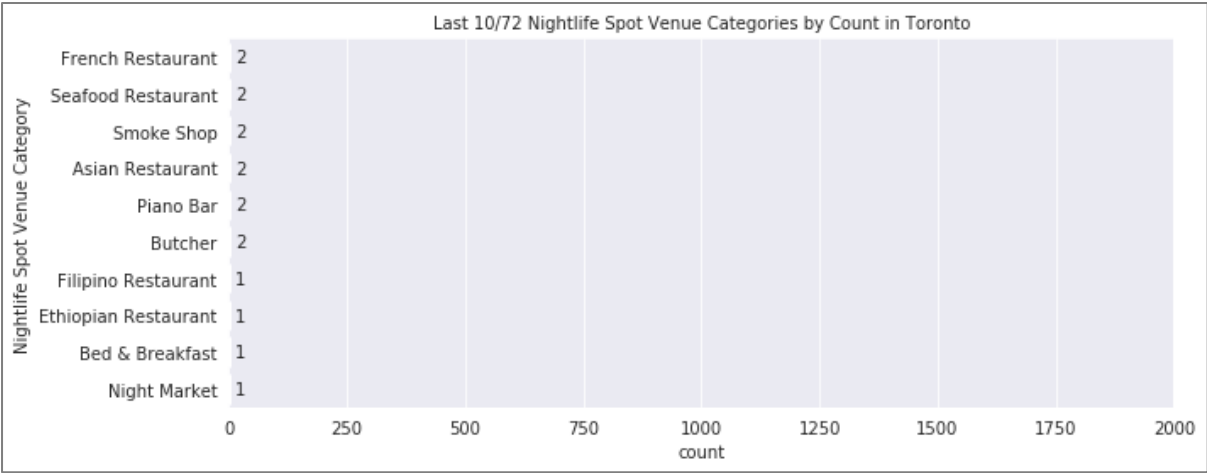 Last 10/72 Nightlife Spot Venue Categories by Count in Toronto
Nightlife Spot Venue Category
French Restaurant 2
Seafood Restaurant 2
Smoke Shop 2
Asian Restaurant 2
Piano Bar 2
Butcher 2
Filipino Restaurant 1
Ethiopian Restaurant 1
Bed & Breakfast 1
Night Market 1
0 250 500 750 1000 1250 1500 1750 2000
count